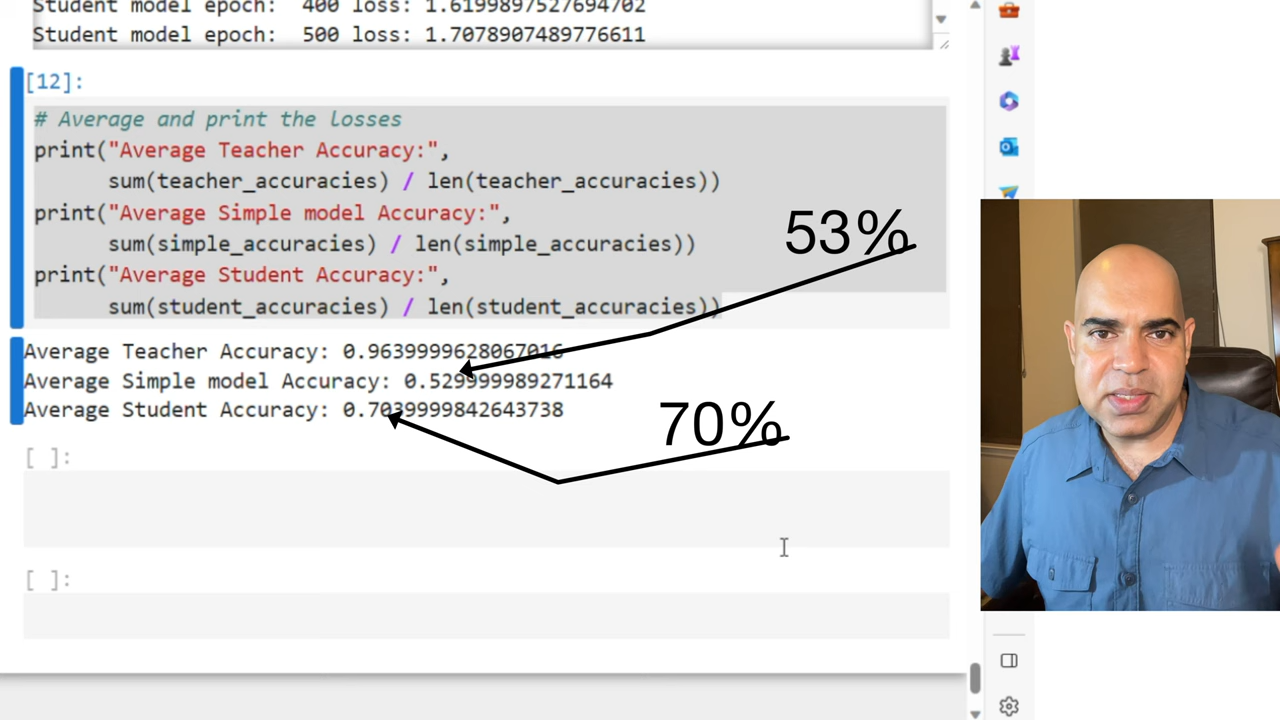 Student model epoch:  400 loss: 1.6199897527694702
Student model epoch:  500 loss: 1.7078907489776611
[12]:
# Average and print the losses
print("Average Teacher Accuracy:",
sum(teacher_accuracies) / len(teacher_accuracies))
print("Average Simple model Accuracy:",
sum(simple_accuracies) / len(simple_accuracies))
print("Average Student Accuracy:",
sum(student_accuracies) / len(student_accuracies))
53%
Average Teacher Accuracy: 0.9639999628067016
Average Simple model Accuracy: 0.529999989271164
Average Student Accuracy: 0.7039999842643738
70%
[ ]:
[ ]: